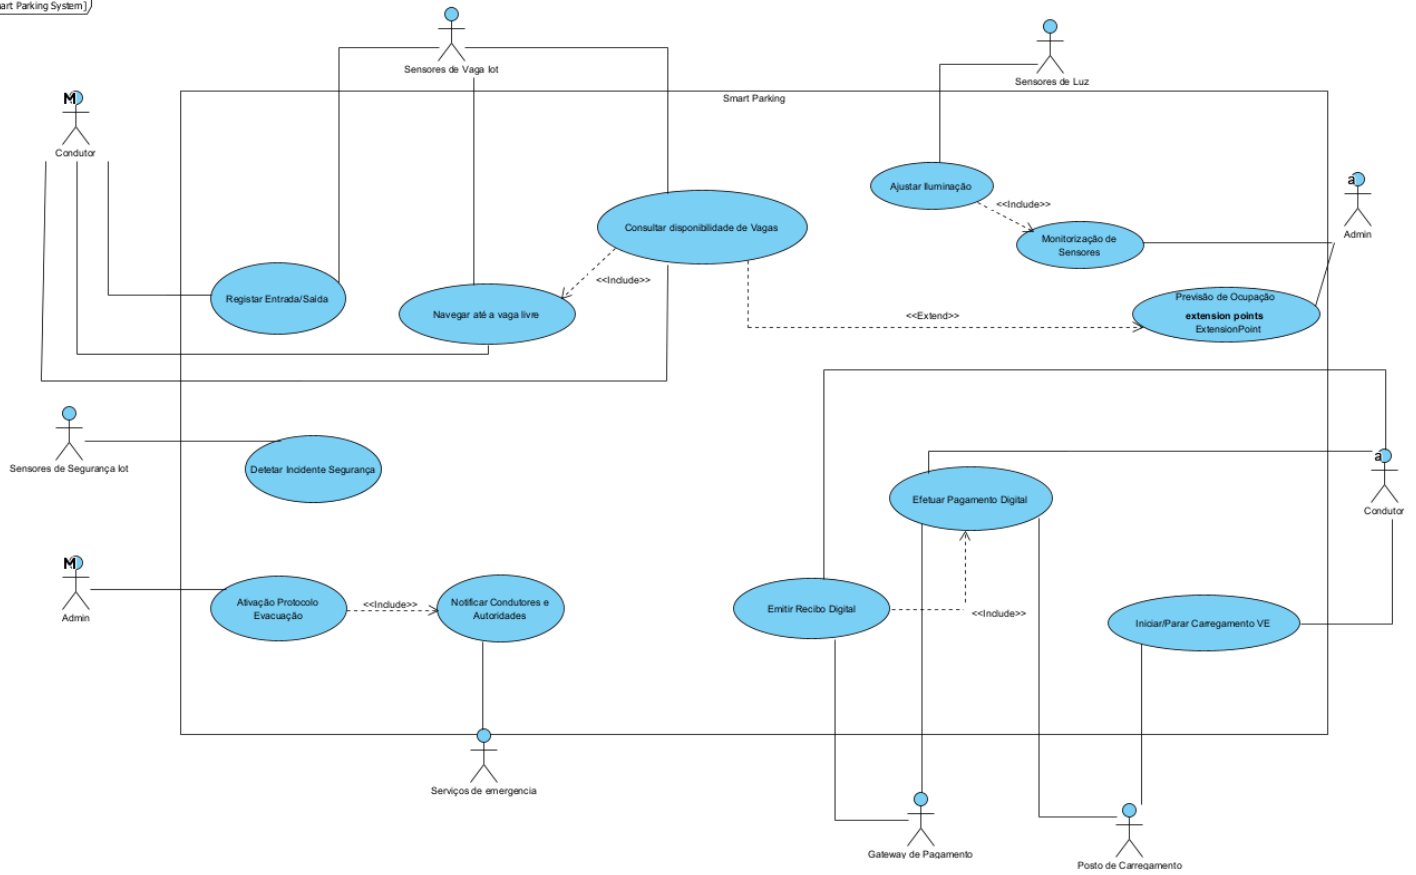 art Parking System]
Sensores de Vaga Iot
Sensores de Luz
M
Condutor
Smart Parking
a
Admin
Ajustar Iluminação
<<Include>>
Consultar disponibilidade de Vagas
Monitorização de
Sensores
<<Include>>
Registar Entrada/Saída
Navegar até a vaga livre
Previsão de Ocupação
extension points
ExtensionPoint
<<Extend>>
Sensores de Segurança Iot
Detetar Incidente Segurança
a
Condutor
Efetuar Pagamento Digital
M
Admin
Ativação Protocolo
Evacuação
<<Include>>
Notificar Condutores e
Autoridades
Emitir Recibo Digital
<<Include>>
Iniciar/Parar Carregamento VE
Serviços de emergencia
Gateway de Pagamento
Posto de Carregamento